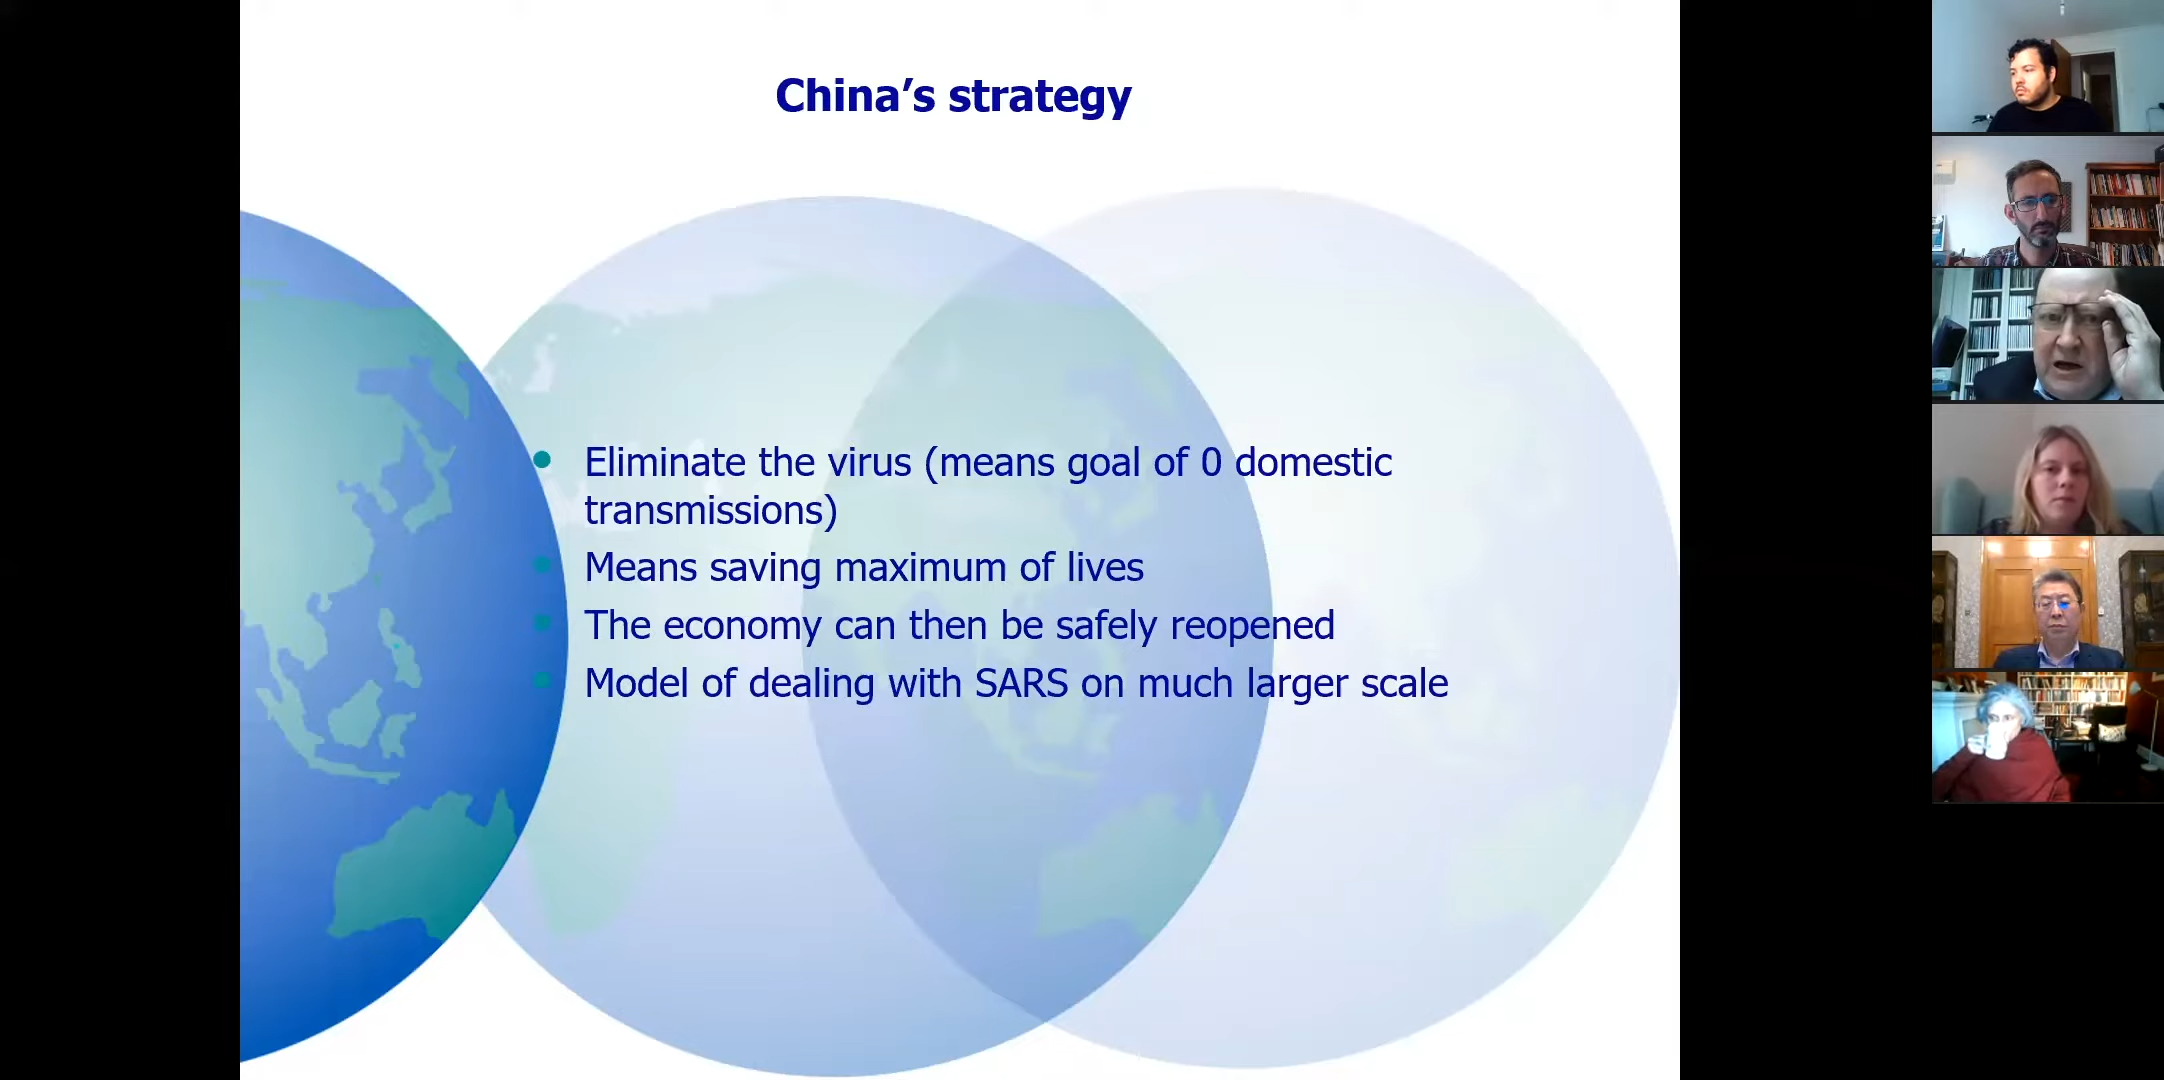 China’s strategy
Eliminate the virus (means goal of 0 domestic
transmissions)
Means saving maximum of lives
The economy can then be safely reopened
Model of dealing with SARS on much larger scale